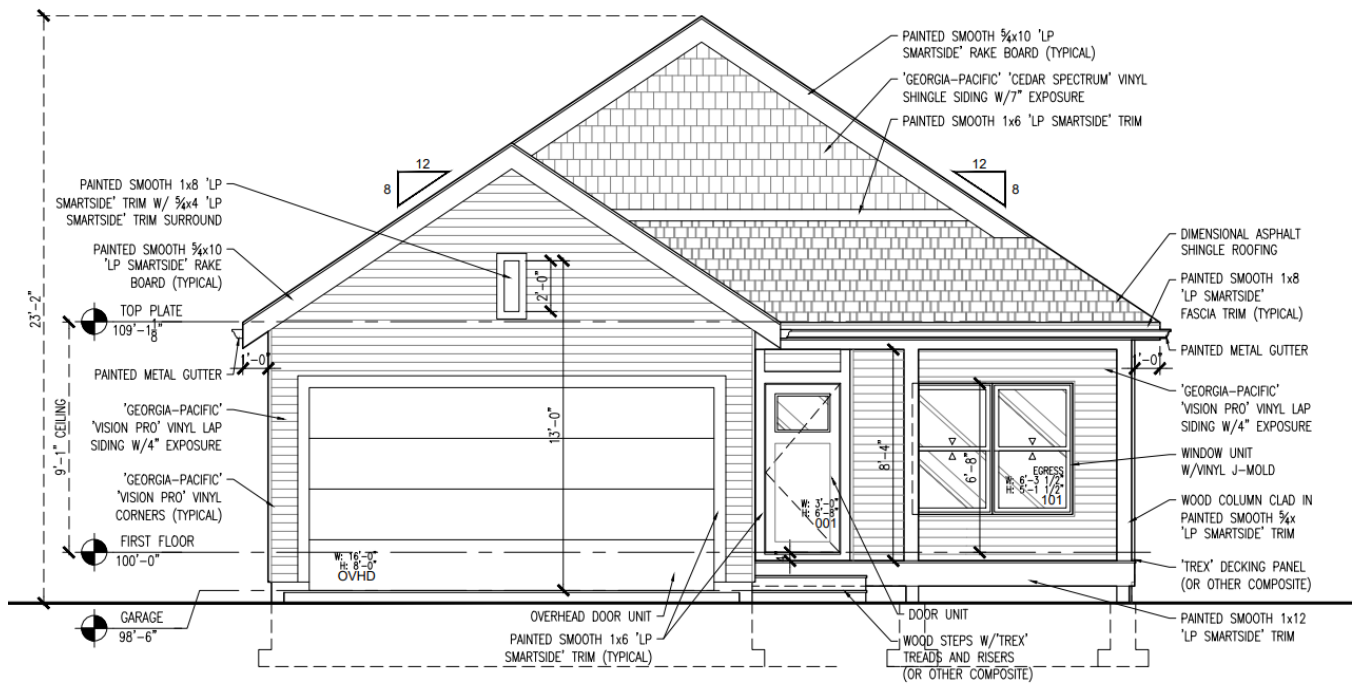 PAINTED SMOOTH 5/4x10 'LP
SMARTSIDE' RAKE BOARD (TYPICAL)
'GEORGIA-PACIFIC' 'CEDAR SPECTRUM' VINYL
SHINGLE SIDING W/7" EXPOSURE
PAINTED SMOOTH 1x6 'LP SMARTSIDE' TRIM
12
8
12
8
PAINTED SMOOTH 1x8 'LP
SMARTSIDE' TRIM W/ 5/4x4 'LP
SMARTSIDE' TRIM SURROUND
PAINTED SMOOTH 5/4x10
'LP SMARTSIDE' RAKE
BOARD (TYPICAL)
DIMENSIONAL ASPHALT
SHINGLE ROOFING
PAINTED SMOOTH 1x8
'LP SMARTSIDE'
FASCIA TRIM (TYPICAL)
23'-2"
2'-0"
TOP PLATE
109'-1 1/8"
1'-0"
1'-0"
PAINTED METAL GUTTER
PAINTED METAL GUTTER
'GEORGIA-PACIFIC'
'VISION PRO' VINYL LAP
SIDING W/4" EXPOSURE
'GEORGIA-PACIFIC'
'VISION PRO' VINYL LAP
SIDING W/4" EXPOSURE
9'-1" CEILING
13'-0"
8'-4"
6'-8"
WINDOW UNIT
W/VINYL J-MOLD
EGRESS
W: 6'-3 1/2"
H: 5'-1 1/2"
101
'GEORGIA-PACIFIC'
'VISION PRO' VINYL
CORNERS (TYPICAL)
W: 3'-0"
H: 6'-8"
001
WOOD COLUMN CLAD IN
PAINTED SMOOTH 5/4x
'LP SMARTSIDE' TRIM
FIRST FLOOR
100'-0"
W: 16'-0"
H: 8'-0"
OVHD
'TREX' DECKING PANEL
(OR OTHER COMPOSITE)
GARAGE
98'-6"
OVERHEAD DOOR UNIT
DOOR UNIT
PAINTED SMOOTH 1x12
'LP SMARTSIDE' TRIM
PAINTED SMOOTH 1x6 'LP
SMARTSIDE' TRIM (TYPICAL)
WOOD STEPS W/'TREX'
TREADS AND RISERS
(OR OTHER COMPOSITE)